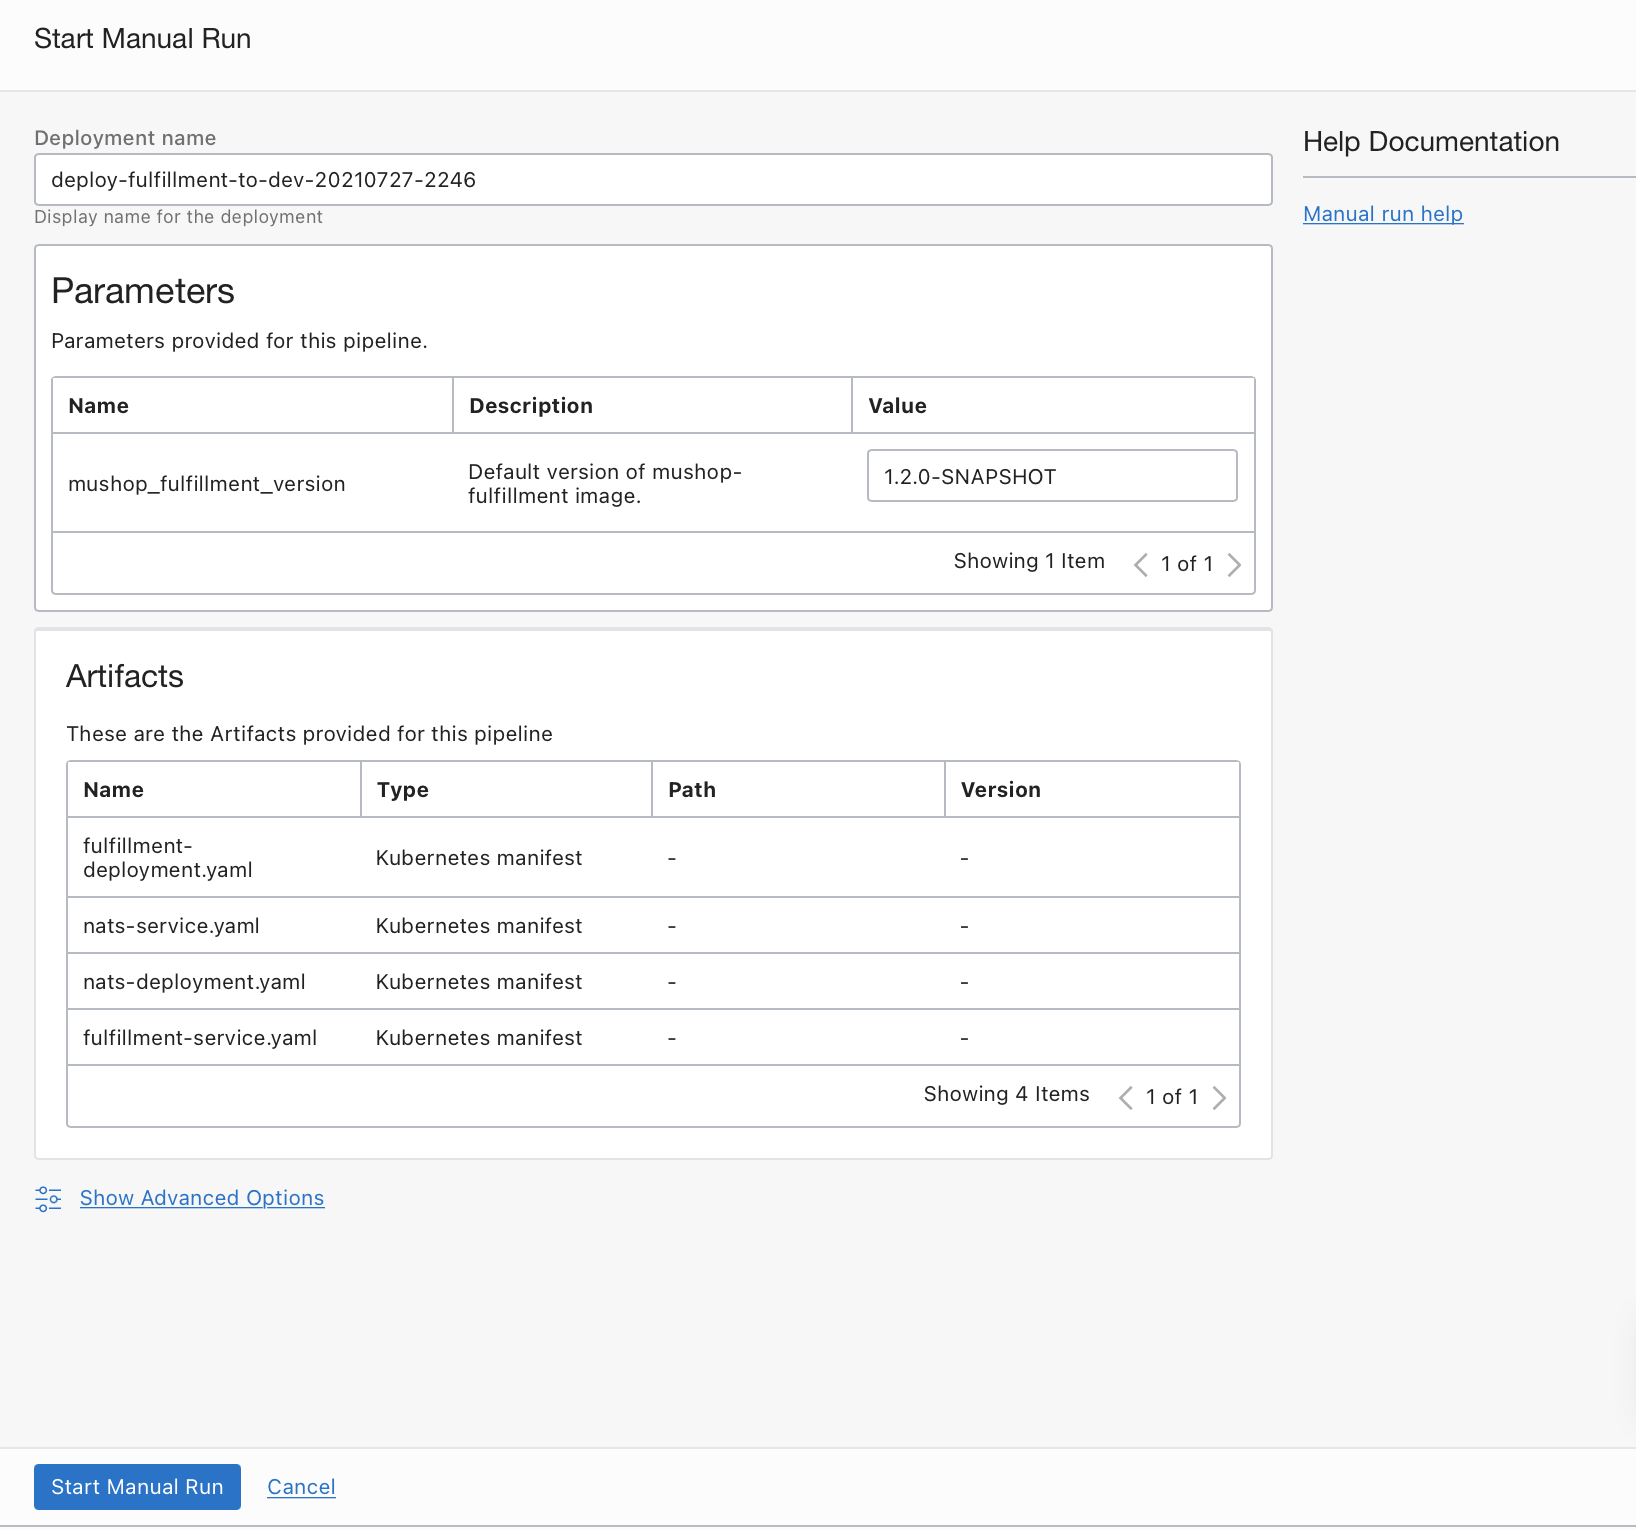 Start Manual Run
Deployment name
deploy-fulfillment-to-dev-20210727-2246
Display name for the deployment
Help Documentation
Manual run help
Parameters
Parameters provided for this pipeline.
Name Description Value
mushop_fulfillment_version
Default version of mushop-
fulfillment image.
1.2.0-SNAPSHOT
Showing 1 Item 1 of 1
Artifacts
These are the Artifacts provided for this pipeline
Name Type Path Version
fulfillment-
deployment.yaml
Kubernetes manifest - -
nats-service.yaml Kubernetes manifest - -
nats-deployment.yaml Kubernetes manifest - -
fulfillment-service.yaml Kubernetes manifest - -
Showing 4 Items 1 of 1
Show Advanced Options
Start Manual Run Cancel